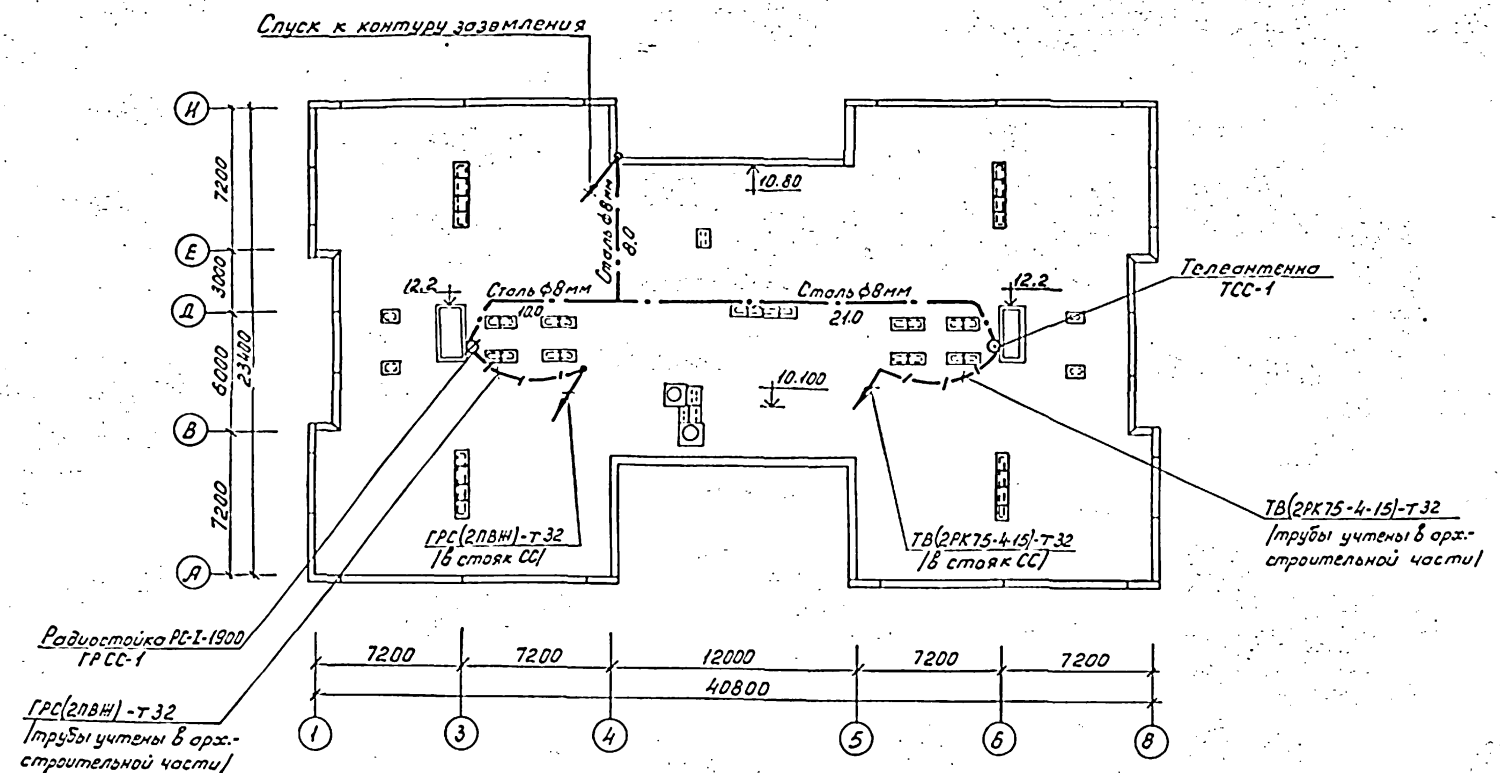 Спуск к контуру заземления
И
Е
Д
В
А
7200
3000
6000
7200
23400
10.80
Сталь ф8мм
8.0
12.2
Сталь ф8мм
10.0
Сталь ф8мм
21.0
12.2
Телеантенна
ТСС-1
10.100
ГРС(2ПВЖ)-т32
/в стояк СС/
ТВ(2РК75-4-15)-т32
/в стояк СС/
ТВ(2РК75-4-15)-т32
/трубы учтены в арх.-
строительной части/
Радиостойка РС-I-1900
ГРСС-1
ГРС(2ПВЖ)-т32
/трубы учтены в арх.-
строительной части/
7200
7200
12000
7200
7200
40800
1
3
4
5
6
8